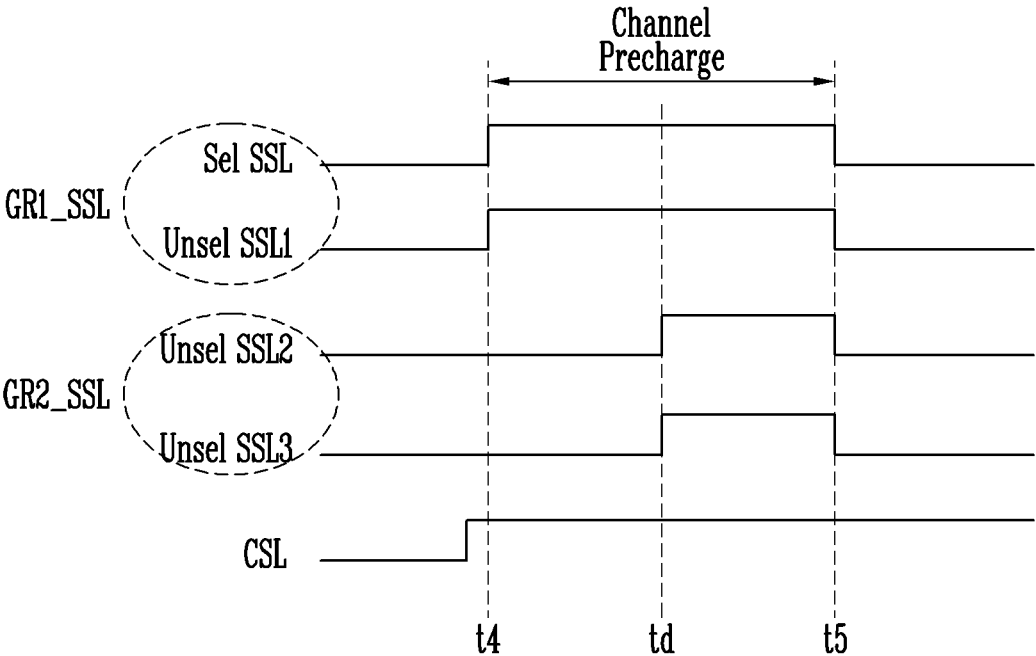 Channel
Precharge
Sel SSL
GR1_SSL
Unsel SSL1
Unsel SSL2
GR2_SSL
Unsel SSL3
CSL
t4 td t5